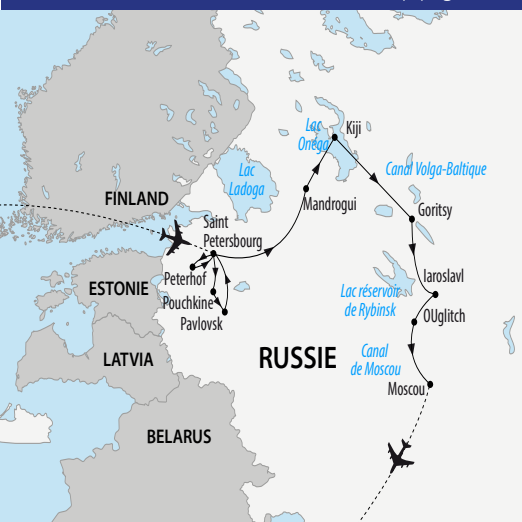 Lac
Onega
Kiji
Lac
Ladoga
Canal Volga-Baltique
FINLAND
Mandrogui
Goritsy
Saint
Petersbourg
Peterhof
ESTONIE
Pouchkine
Pavlovsk
Iaroslavl
Lac réservoir
de Rybinsk
OUglitch
LATVIA
RUSSIE
Canal
de Moscou
Moscou
BELARUS